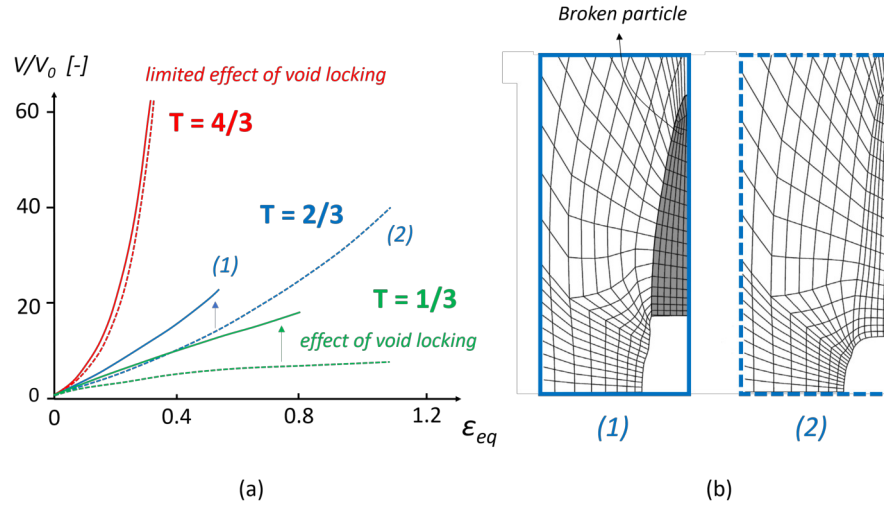 Broken particle
V/V0 [-]
limited effect of void locking
60
T = 4/3
40
T = 2/3
(2)
(1)
T = 1/3
20
effect of void locking
0
0
0.4
0.8
1.2
εeq
(1)
(2)
(a)
(b)